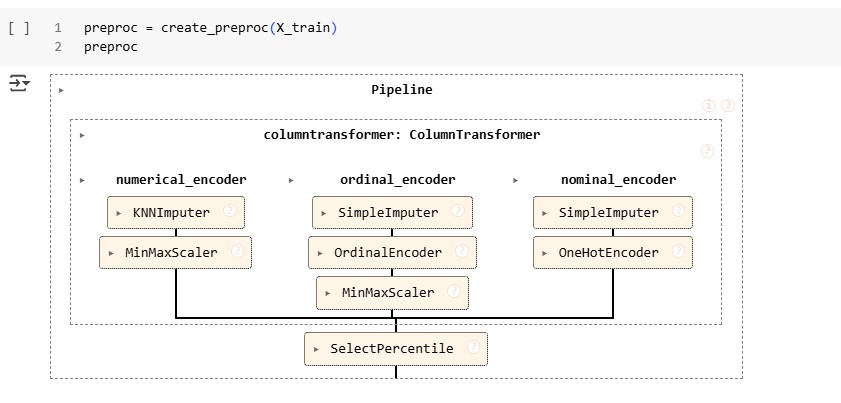 [ ] 1 preproc = create_preproc(X_train)
2 preproc
Pipeline
i ?
columntransformer: ColumnTransformer
?
numerical_encoder ordinal_encoder nominal_encoder
KNNImputer ? SimpleImputer ? SimpleImputer ?
MinMaxScaler ? OrdinalEncoder ? OneHotEncoder ?
MinMaxScaler ?
SelectPercentile ?